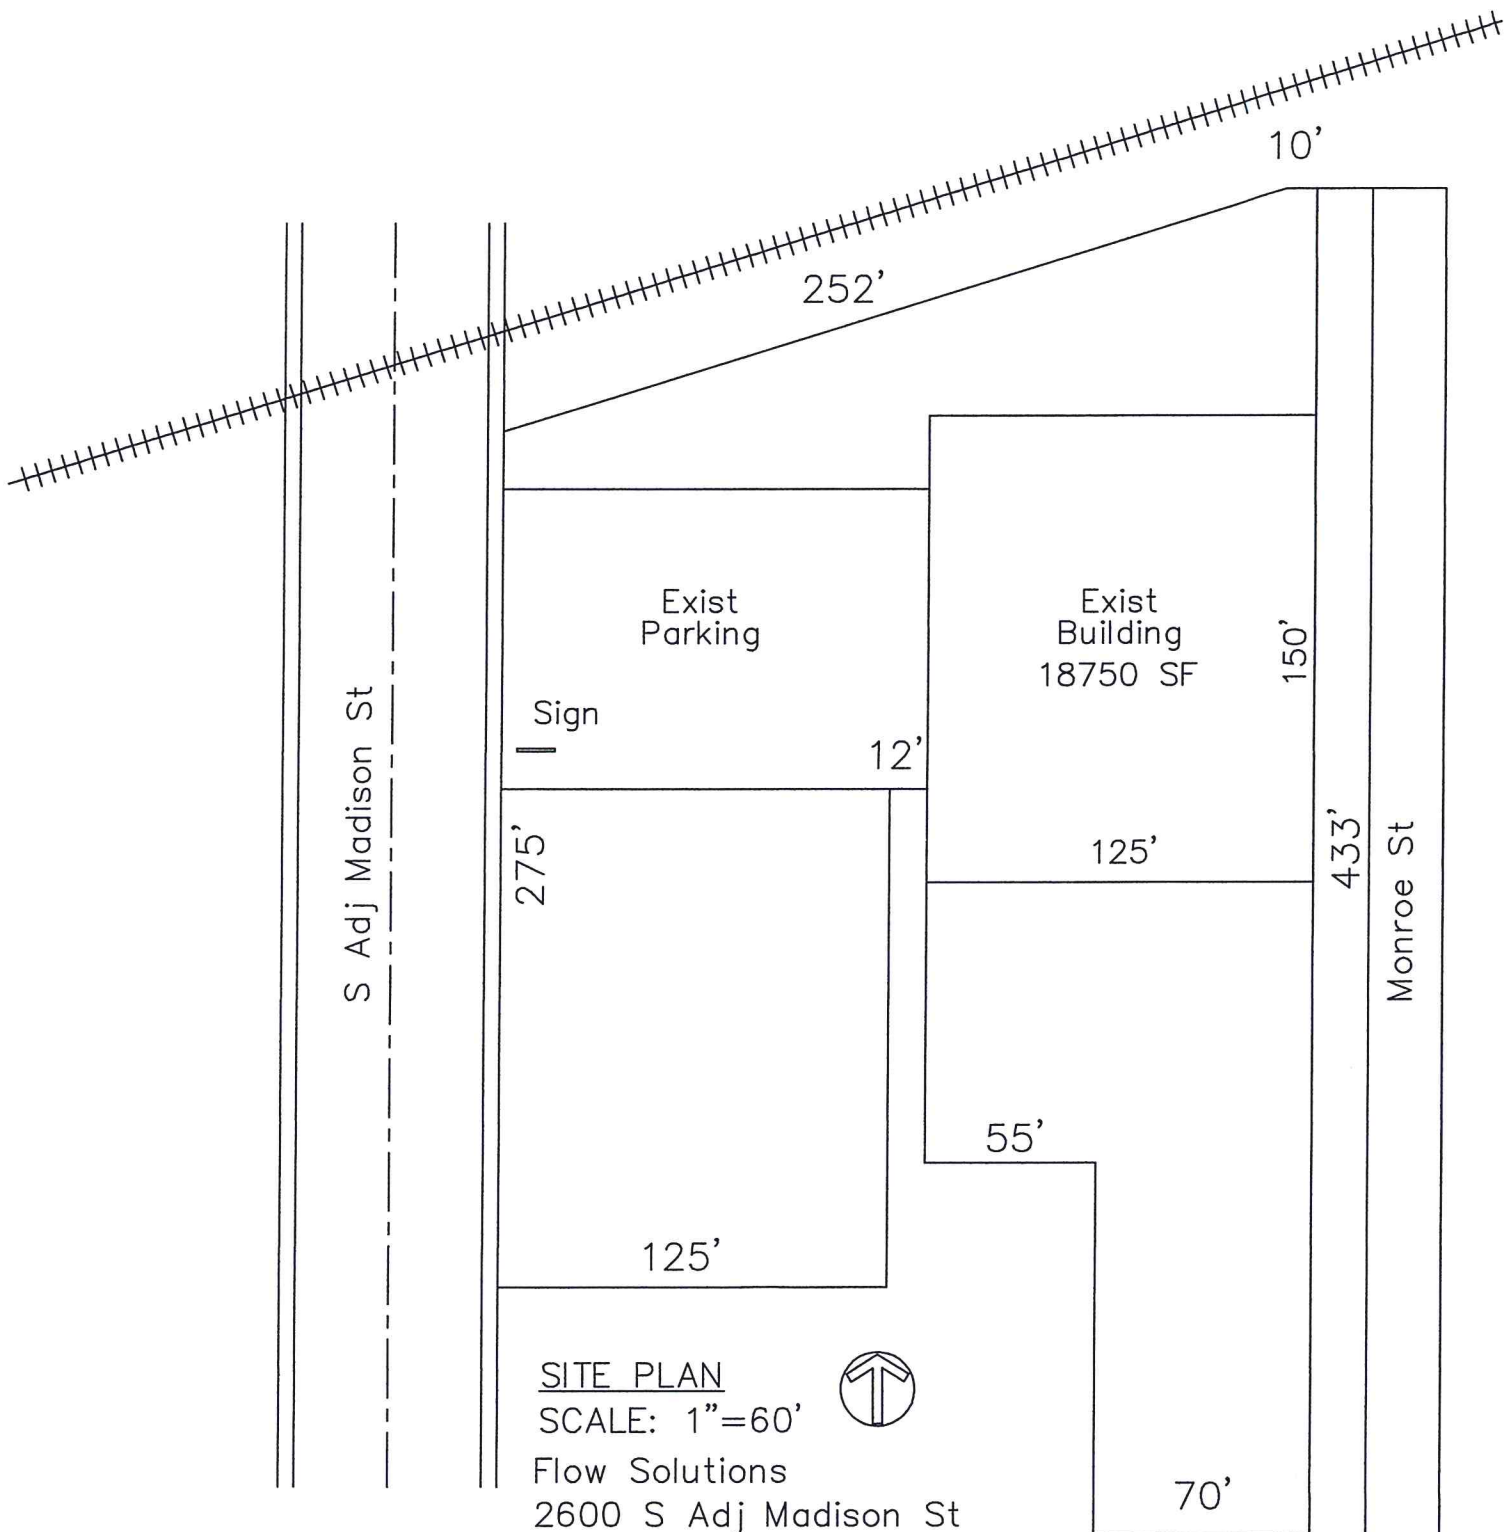 10'
252'
Exist
Parking
Exist
Building
18750 SF
150'
Sign
12'
S Adj Madison St
275'
125'
433'
Monroe St
55'
125'
SITE PLAN
SCALE: 1"=60'
Flow Solutions
2600 S Adj Madison St
70'